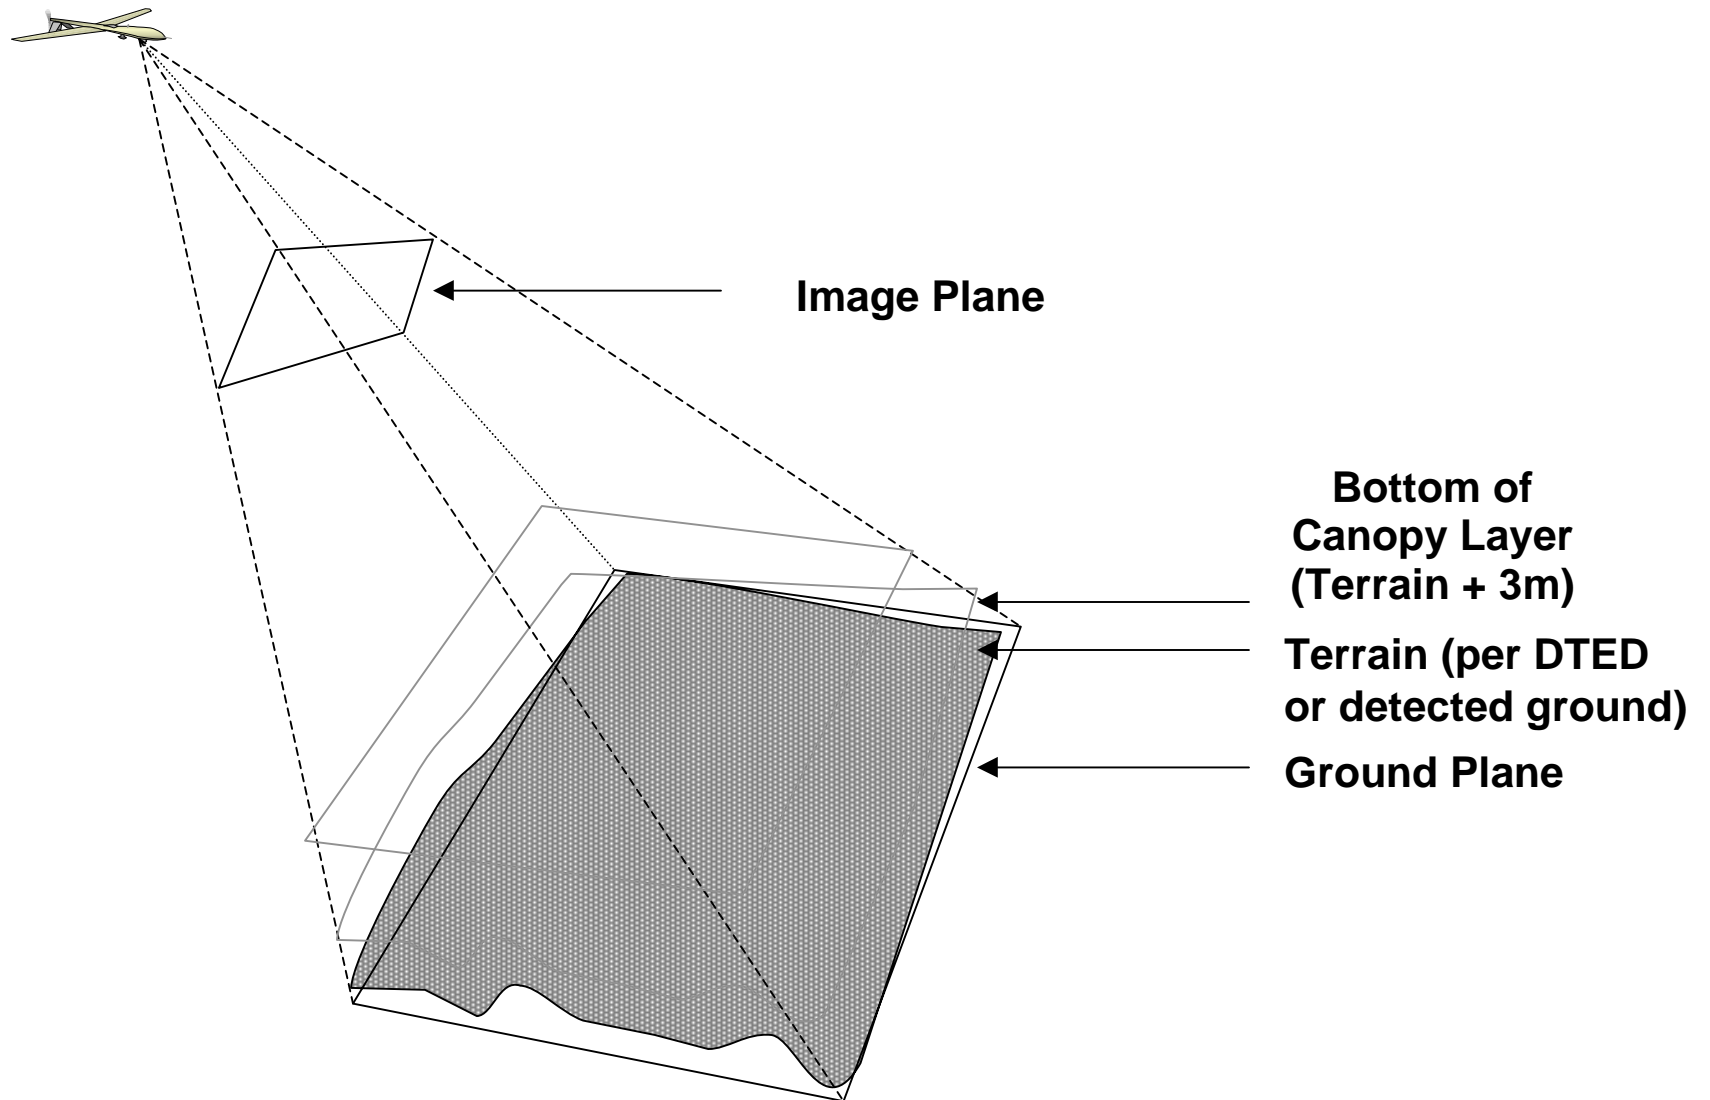 Image Plane
Bottom of
Canopy Layer
(Terrain + 3m)
Terrain (per DTED
or detected ground)
Ground Plane